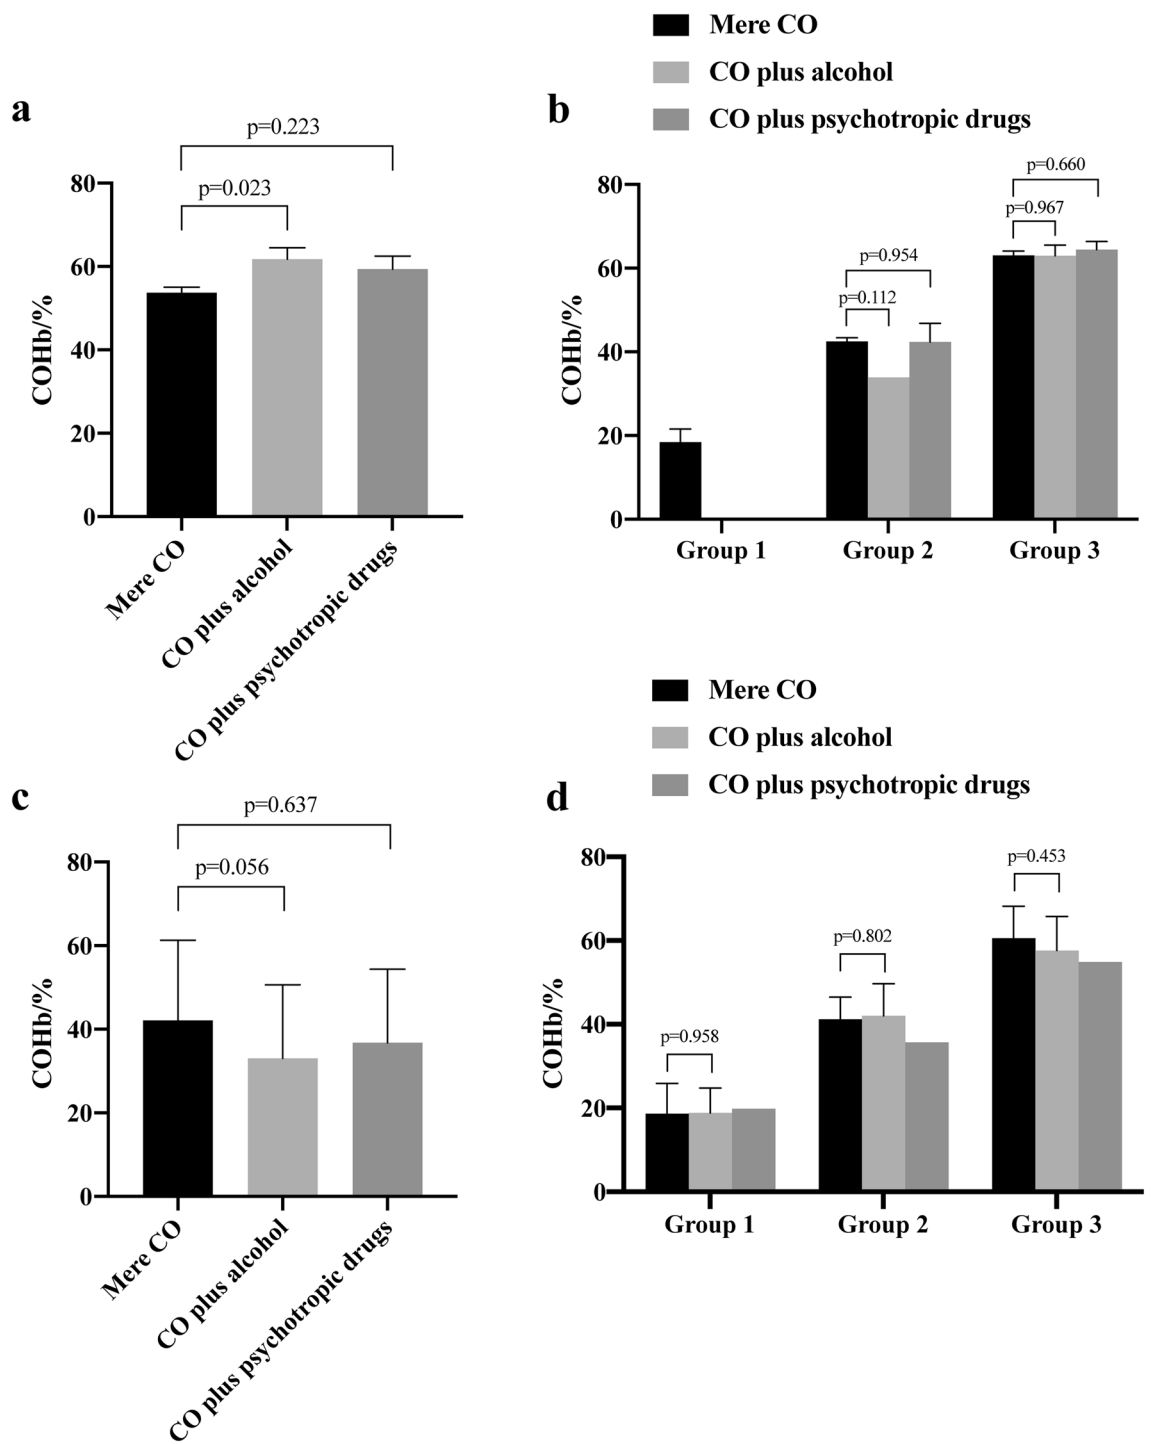 a
p=0.223
p=0.023
COHb/%
80
60
40
20
0
Mere CO
CO plus alcohol
CO plus psychotropic drugs
b
Mere CO
CO plus alcohol
CO plus psychotropic drugs
p=0.660
p=0.967
p=0.954
p=0.112
COHb/%
80
60
40
20
0
Group 1
Group 2
Group 3
c
p=0.637
p=0.056
COHb/%
80
60
40
20
0
Mere CO
CO plus alcohol
CO plus psychotropic drugs
d
Mere CO
CO plus alcohol
CO plus psychotropic drugs
p=0.453
p=0.802
p=0.958
COHb/%
80
60
40
20
0
Group 1
Group 2
Group 3